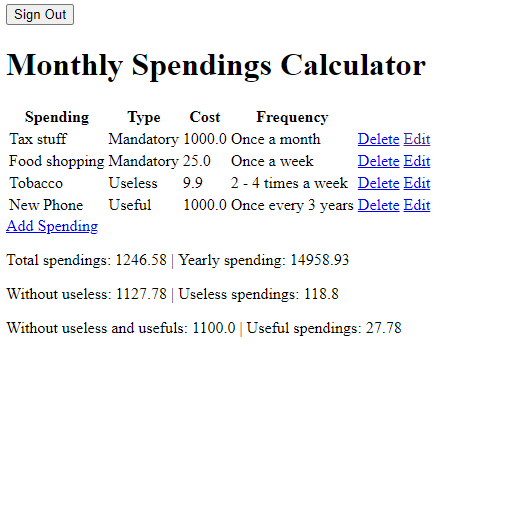 Sign Out
Monthly Spendings Calculator
Spending Type Cost Frequency
Tax stuff Mandatory 1000.0 Once a month Delete Edit
Food shopping Mandatory 25.0 Once a week Delete Edit
Tobacco Useless 9.9 2 - 4 times a week Delete Edit
New Phone Useful 1000.0 Once every 3 years Delete Edit
Add Spending
Total spendings: 1246.58 | Yearly spending: 14958.93
Without useless: 1127.78 | Useless spendings: 118.8
Without useless and usefuls: 1100.0 | Useful spendings: 27.78